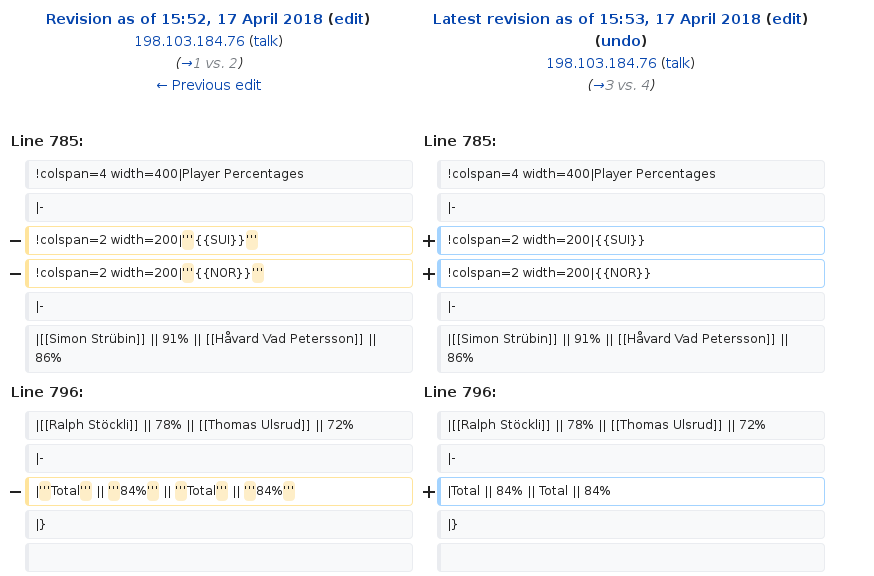 Revision as of 15:52, 17 April 2018 (edit)
198.103.184.76 (talk)
(→1 vs. 2)
← Previous edit
Latest revision as of 15:53, 17 April 2018 (edit)
(undo)
198.103.184.76 (talk)
(→3 vs. 4)
Line 785:
Line 785:
!colspan=4 width=400|Player Percentages
!colspan=4 width=400|Player Percentages
|-
|-
− !colspan=2 width=200|'''{{SUI}}'''
+ !colspan=2 width=200|{{SUI}}
− !colspan=2 width=200|'''{{NOR}}'''
+ !colspan=2 width=200|{{NOR}}
|-
|-
|[[Simon Strübin]] || 91% || [[Håvard Vad Petersson]] ||
86%
|[[Simon Strübin]] || 91% || [[Håvard Vad Petersson]] ||
86%
Line 796:
Line 796:
|[[Ralph Stöckli]] || 78% || [[Thomas Ulsrud]] || 72%
|[[Ralph Stöckli]] || 78% || [[Thomas Ulsrud]] || 72%
|-
|-
− |'''Total''' || '''84%''' || '''Total''' || '''84%'''
+ |Total || 84% || Total || 84%
|}
|}